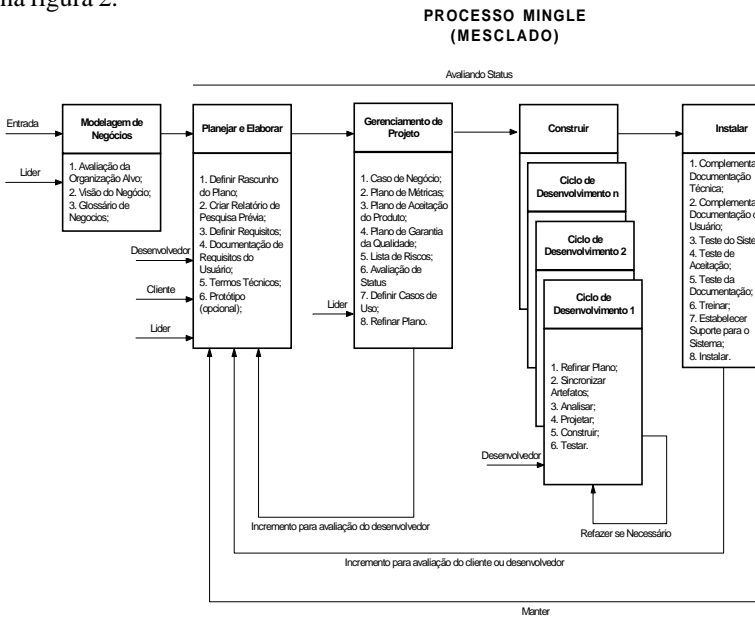 na figura 2.
PROCESSO MINGLE
(MESCLADO)
Avaliando Status
Entrada
Lider
Modelagem de
Negócios
1. Avaliação da
Organização Alvo;
2. Visão do Negócio;
3. Glossário de
Negocios;
Planejar e Elaborar
1. Definir Rascunho
do Plano;
2. Criar Relatório de
Pesquisa Prévia;
3. Definir Requisitos;
4. Documentação de
Requisitos do
Usuário;
5. Termos Técnicos;
6. Protótipo
(opcional);
Desenvolvedor
Cliente
Lider
Gerenciamento de
Projeto
1. Caso de Negócio;
2. Plano de Métricas;
3. Plano de Aceitação
do Produto;
4. Plano de Garantia
da Qualidade;
5. Lista de Riscos;
6. Avaliação de
Status
7. Definir Casos de
Uso;
8. Refinar Plano.
Lider
Construir
Ciclo de
Desenvolvimento n
Ciclo de
Desenvolvimento 2
Ciclo de
Desenvolvimento 1
1. Refinar Plano;
2. Sincronizar
Artefatos;
3. Analisar;
4. Projetar;
5. Construir;
6. Testar.
Desenvolvedor
Instalar
1. Complementa
Documentação
Técnica;
2. Complementa
Documentação
Usuário;
3. Teste do Siste
4. Teste de
Aceitação;
5. Teste da
Documentação;
6. Treinar;
7. Estabelecer
Suporte para o
Sistema;
8. Instalar.
Incremento para avaliação do desenvolvedor
Refazer se Necessário
Incremento para avaliação do cliente ou desenvolvedor
Manter